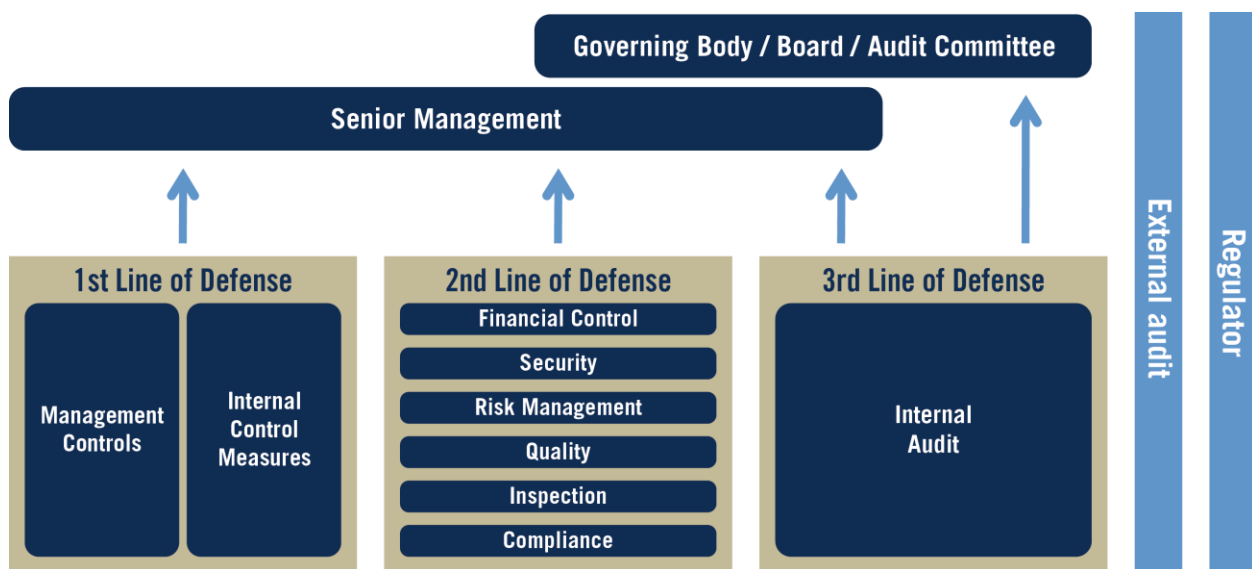 Governing Body / Board / Audit Committee
Senior Management
1st Line of Defense
Management
Controls
Internal
Control
Measures
2nd Line of Defense
Financial Control
Security
Risk Management
Quality
Inspection
Compliance
3rd Line of Defense
Internal
Audit
External audit
Regulator